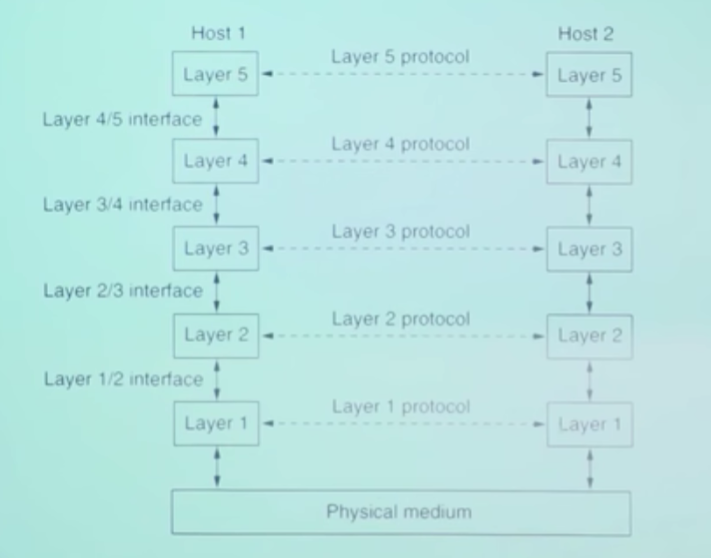 Host 1
Host 2
Layer 5 protocol
Layer 5
Layer 5
Layer 4/5 interface
Layer 4 protocol
Layer 4
Layer 4
Layer 3/4 interface
Layer 3 protocol
Layer 3
Layer 3
Layer 2/3 interface
Layer 2 protocol
Layer 2
Layer 2
Layer 1/2 interface
Layer 1 protocol
Layer 1
Layer 1
Physical medium